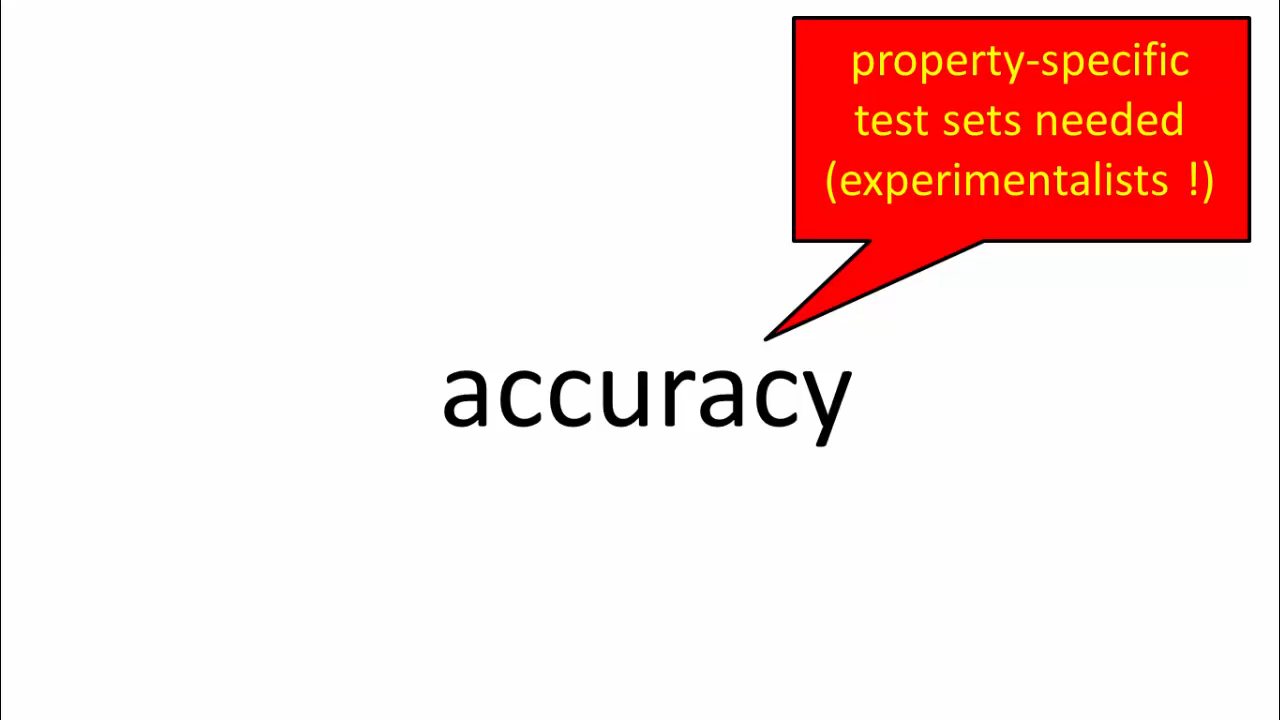 property-specific
test sets needed
(experimentalists !)
accuracy